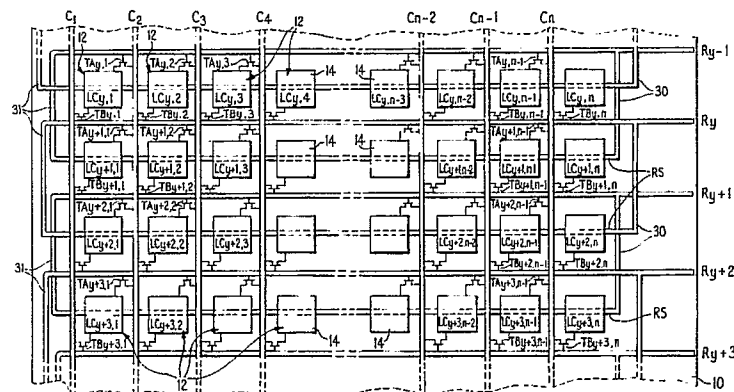 C1 C2 C3 C4 Cn-2 Cn-1 Cn
12 12 12 14 14
Ry-1
TAy,1 TAy,2 TAy,3 TAy,n-1
LCy,1 LCy,2 LCy,3 LCy,4 LCy,n-3 LCy,n-2 LCy,n-1 LCy,n
30
31
TBy,1 TBy,2 TBy,3 TBy,n-1 TBy,n
Ry
TAy+1,1 TAy+1,2 14 14 TAy+1,n-1
LCy+1,1 LCy+1,2 LCy+1,3 LCy+1,n-2 LCy+1,n-1 LCy+1,n
RS
TBy+1,1 TBy+1,2 TBy+1,n-1 TBy+1,n
Ry+1
TAy+2,1 TAy+2,2 TAy+2,n-1
LCy+2,1 LCy+2,2 LCy+2,3 LCy+2,n-2 LCy+2,n-1 LCy+2,n
30
31
TBy+2,n-1 TBy+2,n
Ry+2
TAy+3,1 TAy+3,n-1
LCy+3,1 LCy+3,2 LCy+3,n-2 LCy+3,n-1 LCy+3,n
RS
TBy+3,1 12 14 14 TBy+3,n-1 TBy+3,n
Ry+3
10